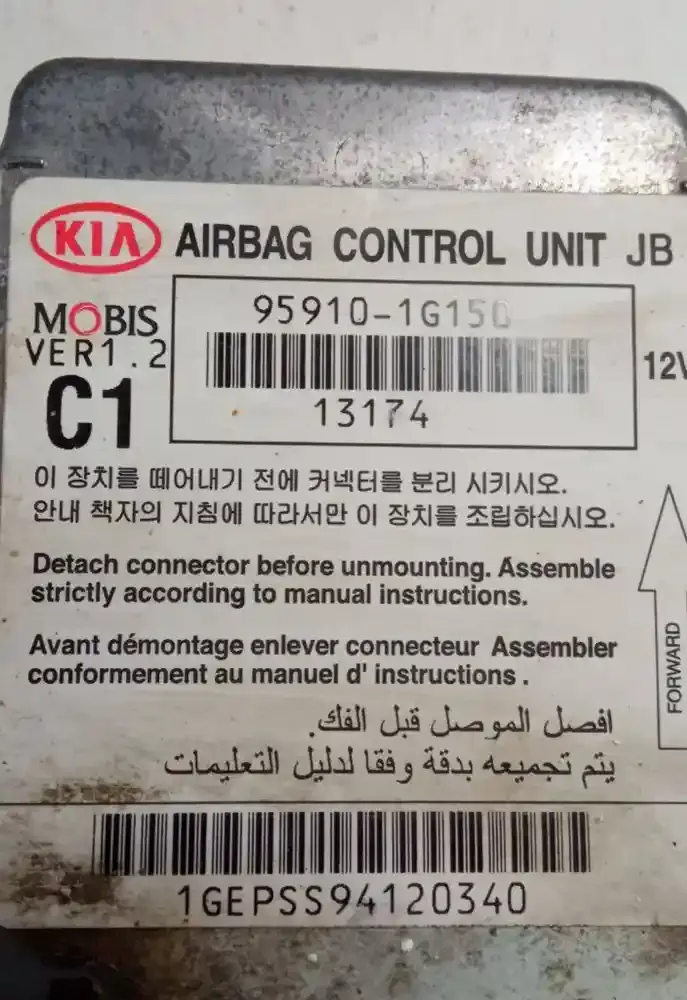 KIA AIRBAG CONTROL UNIT JB
MOBIS
VER1.2
C1
95910-1G150
13174
12V
이 장치를 떼어내기 전에 커넥터를 분리 시키시오.
안내 책자의 지침에 따라서만 이 장치를 조립하십시오.
Detach connector before unmounting. Assemble
strictly according to manual instructions.
Avant démontage enlever connecteur Assembler
conformement au manuel d' instructions .
افصل الموصل قبل الفك.
يتم تجميعه بدقة وفقا لدليل التعليمات
FORWARD
1GEPSS94120340